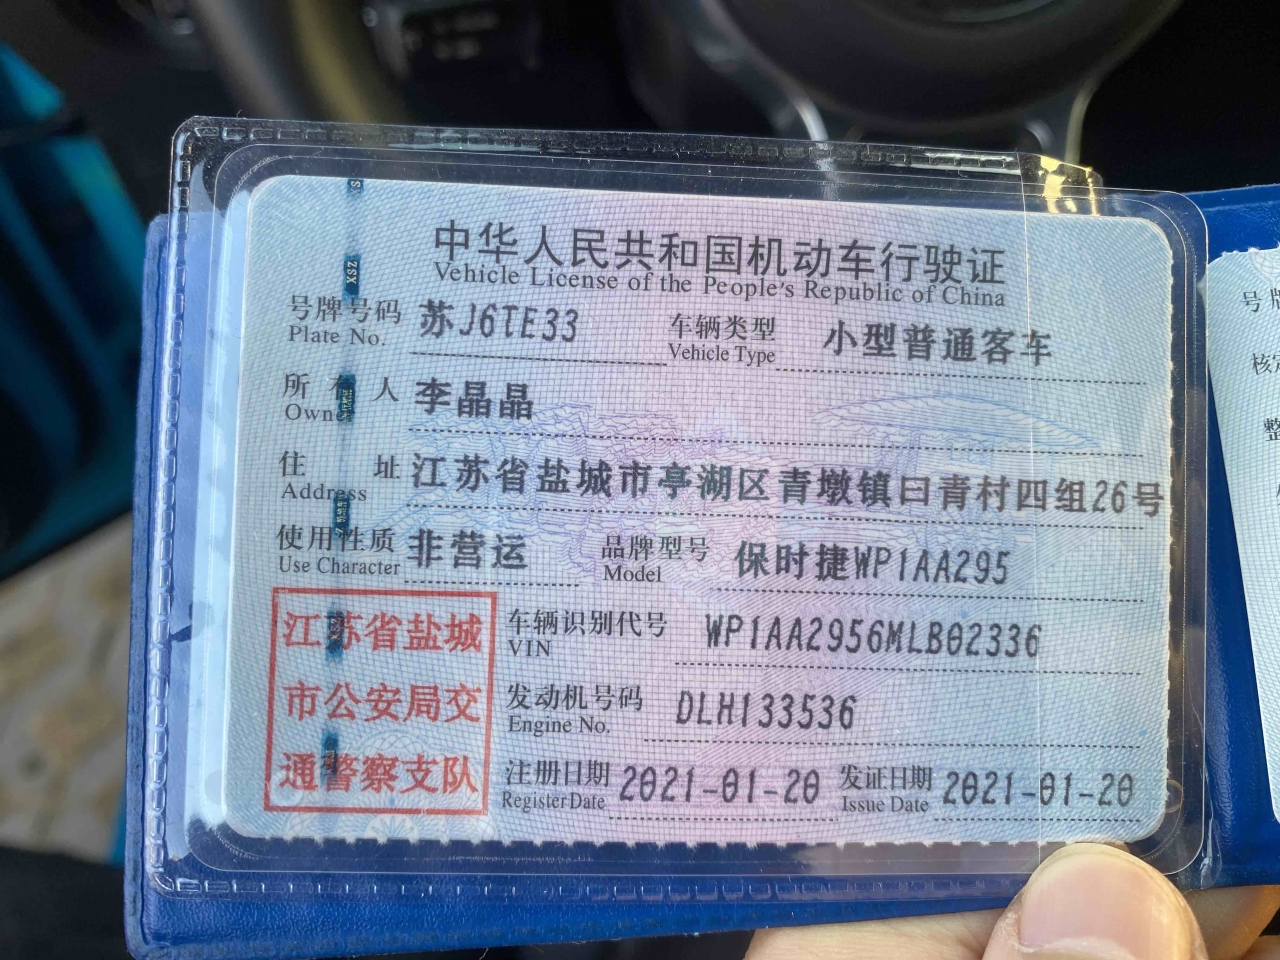 中华人民共和国机动车行驶证
Vehicle License of the People's Republic of China
号牌号码 苏J6TE33 车辆类型 小型普通客车
Plate No. Vehicle Type
所有人 李晶晶
Owner
住址 江苏省盐城市亭湖区青墩镇曰青村四组26号
Address
使用性质 非营运 品牌型号 保时捷WP1AA295
Use Character Model
江苏省盐城
市公安局交
通警察支队
车辆识别代号 WP1AA2956MLB02336
VIN
发动机号码 DLH133536
Engine No.
注册日期 2021-01-20 发证日期 2021-01-20
Register Date Issue Date
XSZ
号牌
核定
整